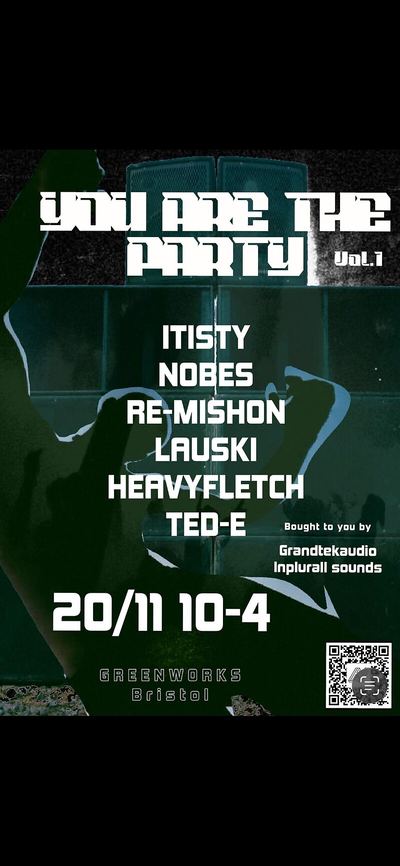 YOU ARE THE
PARTY Vol.1
ITISTY
NOBES
RE-MISHON
LAUSKI
HEAVYFLETCH
TED-E
Bought to you by
Grandtekaudio
Inplurall sounds
20/11 10-4
GREENWORKS
Bristol